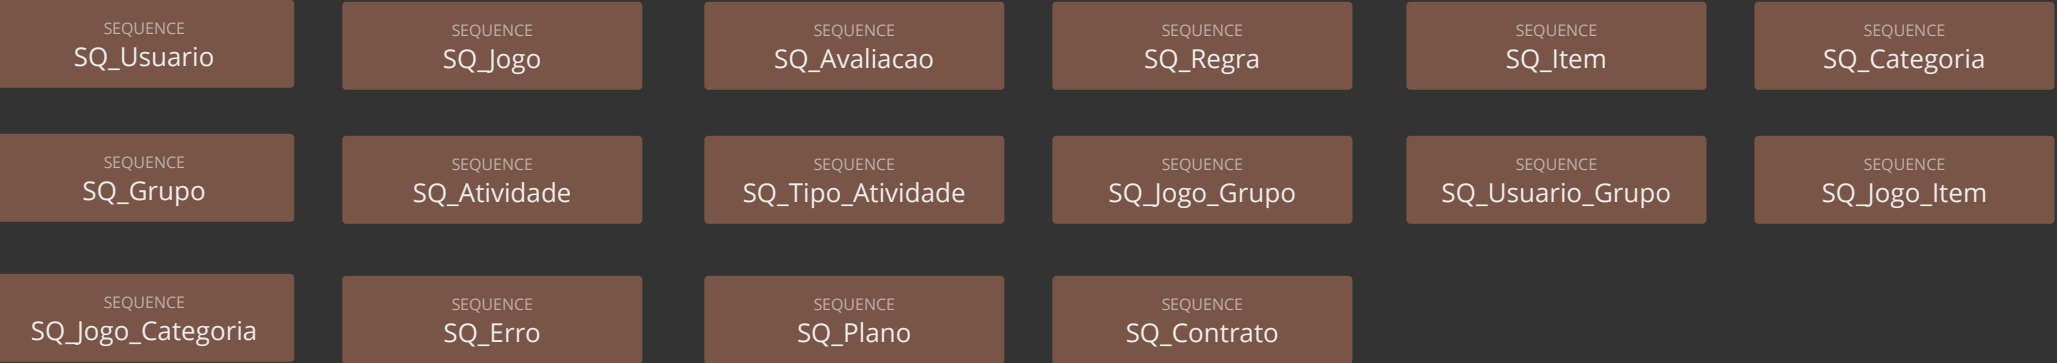 SEQUENCE
SQ_Usuario
SEQUENCE
SQ_Jogo
SEQUENCE
SQ_Avaliacao
SEQUENCE
SQ_Regra
SEQUENCE
SQ_Item
SEQUENCE
SQ_Categoria
SEQUENCE
SQ_Grupo
SEQUENCE
SQ_Atividade
SEQUENCE
SQ_Tipo_Atividade
SEQUENCE
SQ_Jogo_Grupo
SEQUENCE
SQ_Usuario_Grupo
SEQUENCE
SQ_Jogo_Item
SEQUENCE
SQ_Jogo_Categoria
SEQUENCE
SQ_Erro
SEQUENCE
SQ_Plano
SEQUENCE
SQ_Contrato